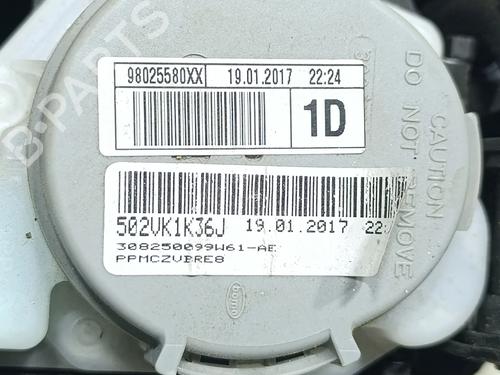 98025580XX 19.01.2017 22:24
1D
502VK1K36J 19.01.2017 22:
308250099W61-AE
PPMCZVBRE8
CAUTION
DO NOT REMOVE
B-PARTS